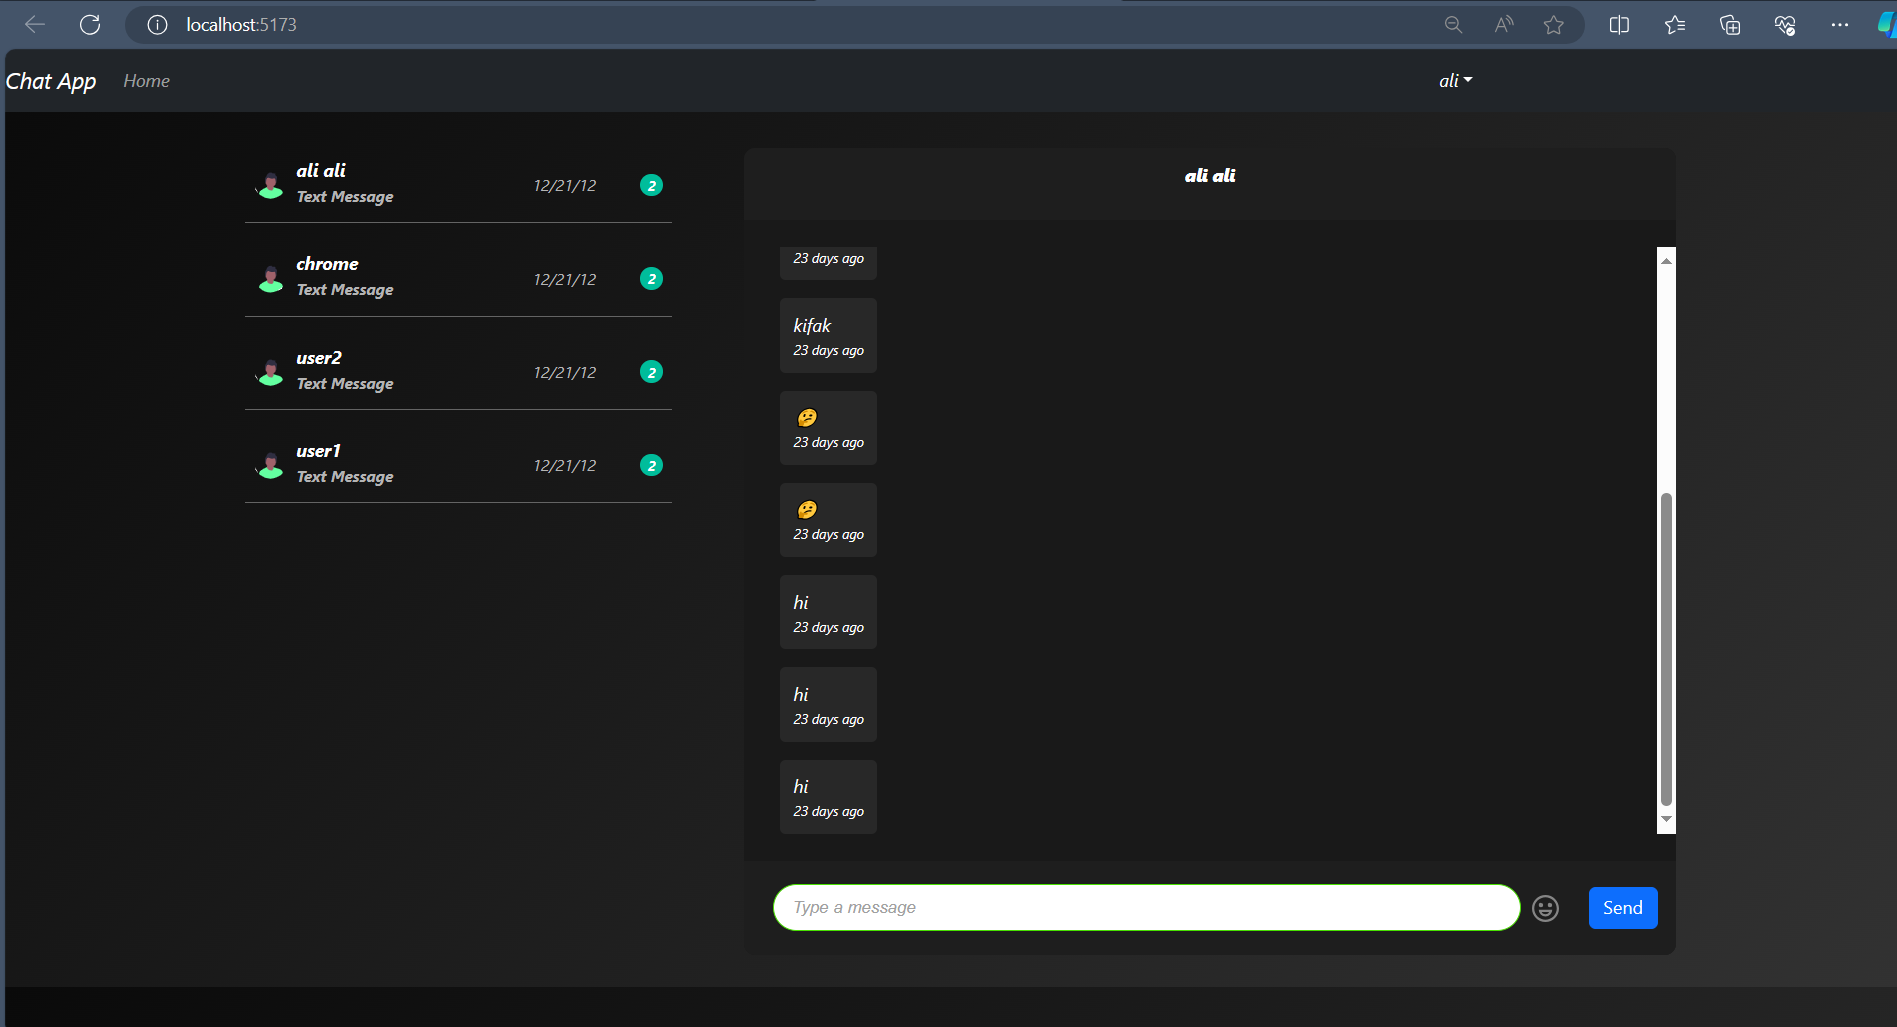 localhost:5173
Chat App Home ali
ali ali
Text Message
12/21/12 2
chrome
Text Message
12/21/12 2
user2
Text Message
12/21/12 2
user1
Text Message
12/21/12 2
ali ali
23 days ago
kifak
23 days ago
🤔
23 days ago
🤔
23 days ago
hi
23 days ago
hi
23 days ago
hi
23 days ago
Type a message
Send